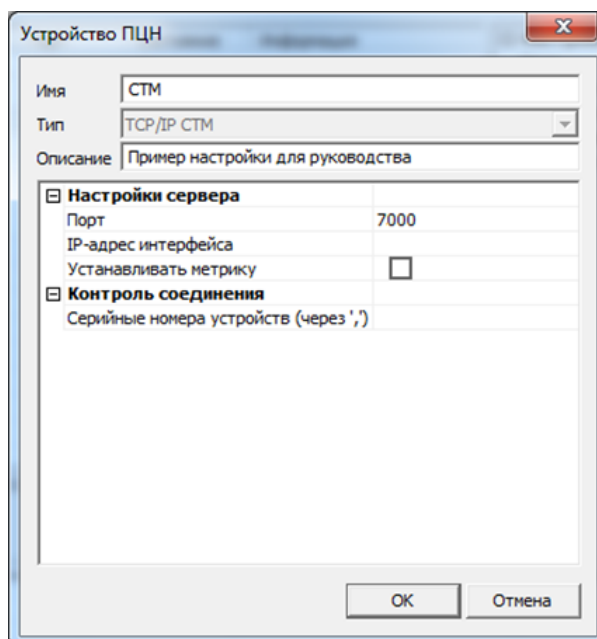 Устройство ПЦН
Имя СТМ
Тип TCP/IP СТМ
Описание Пример настройки для руководства
Настройки сервера
Порт 7000
IP-адрес интерфейса
Устанавливать метрику
Контроль соединения
Серийные номера устройств (через ',')
OK Отмена